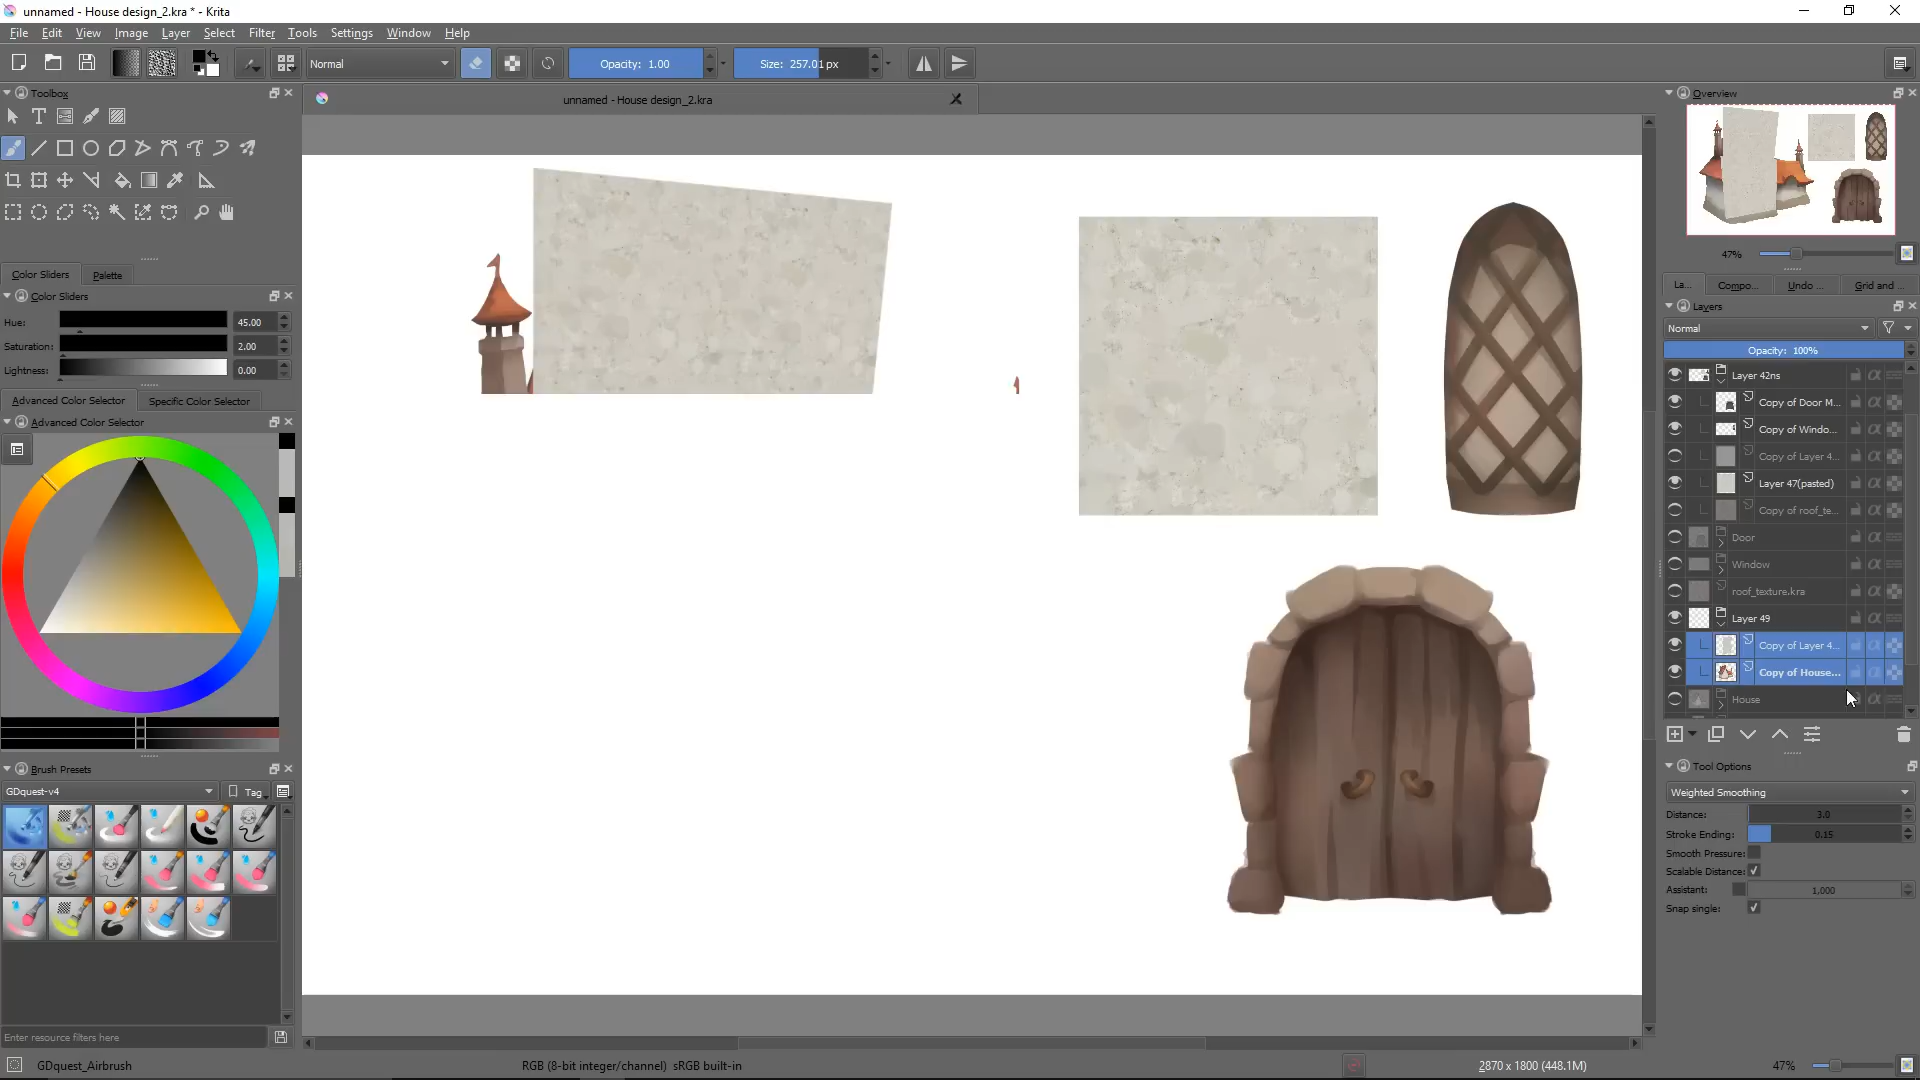 unnamed - House design_2.kra * - Krita
File Edit View Image Layer Select Filter Tools Settings Window Help
Normal
Opacity: 1.00
Size: 257.01px
Toolbox
unnamed - House design_2.kra
Overview
47%
Color Sliders Palette
La... Compo... Undo ... Grid and ...
Color Sliders
Layers
Hue: 45.00
Normal
Saturation: 2.00
Opacity: 100%
Lightness: 0.00
Layer 42ns
Advanced Color Selector Specific Color Selector
Copy of Door M...
Advanced Color Selector
Copy of Windo...
Copy of Layer 4...
Layer 47(pasted)
Copy of roof_te...
Door
Window
roof_texture.kra
Layer 49
Copy of Layer 4...
Copy of House...
House
Brush Presets
Tool Options
GDquest-v4
Tag
Weighted Smoothing
Distance: 3.0
Stroke Ending: 0.15
Smooth Pressure:
Scalable Distance:
Assistant: 1,000
Snap single:
Enter resource filters here
GDquest_Airbrush
RGB (8-bit integer/channel) sRGB built-in
2870 x 1800 (448.1M)
47%